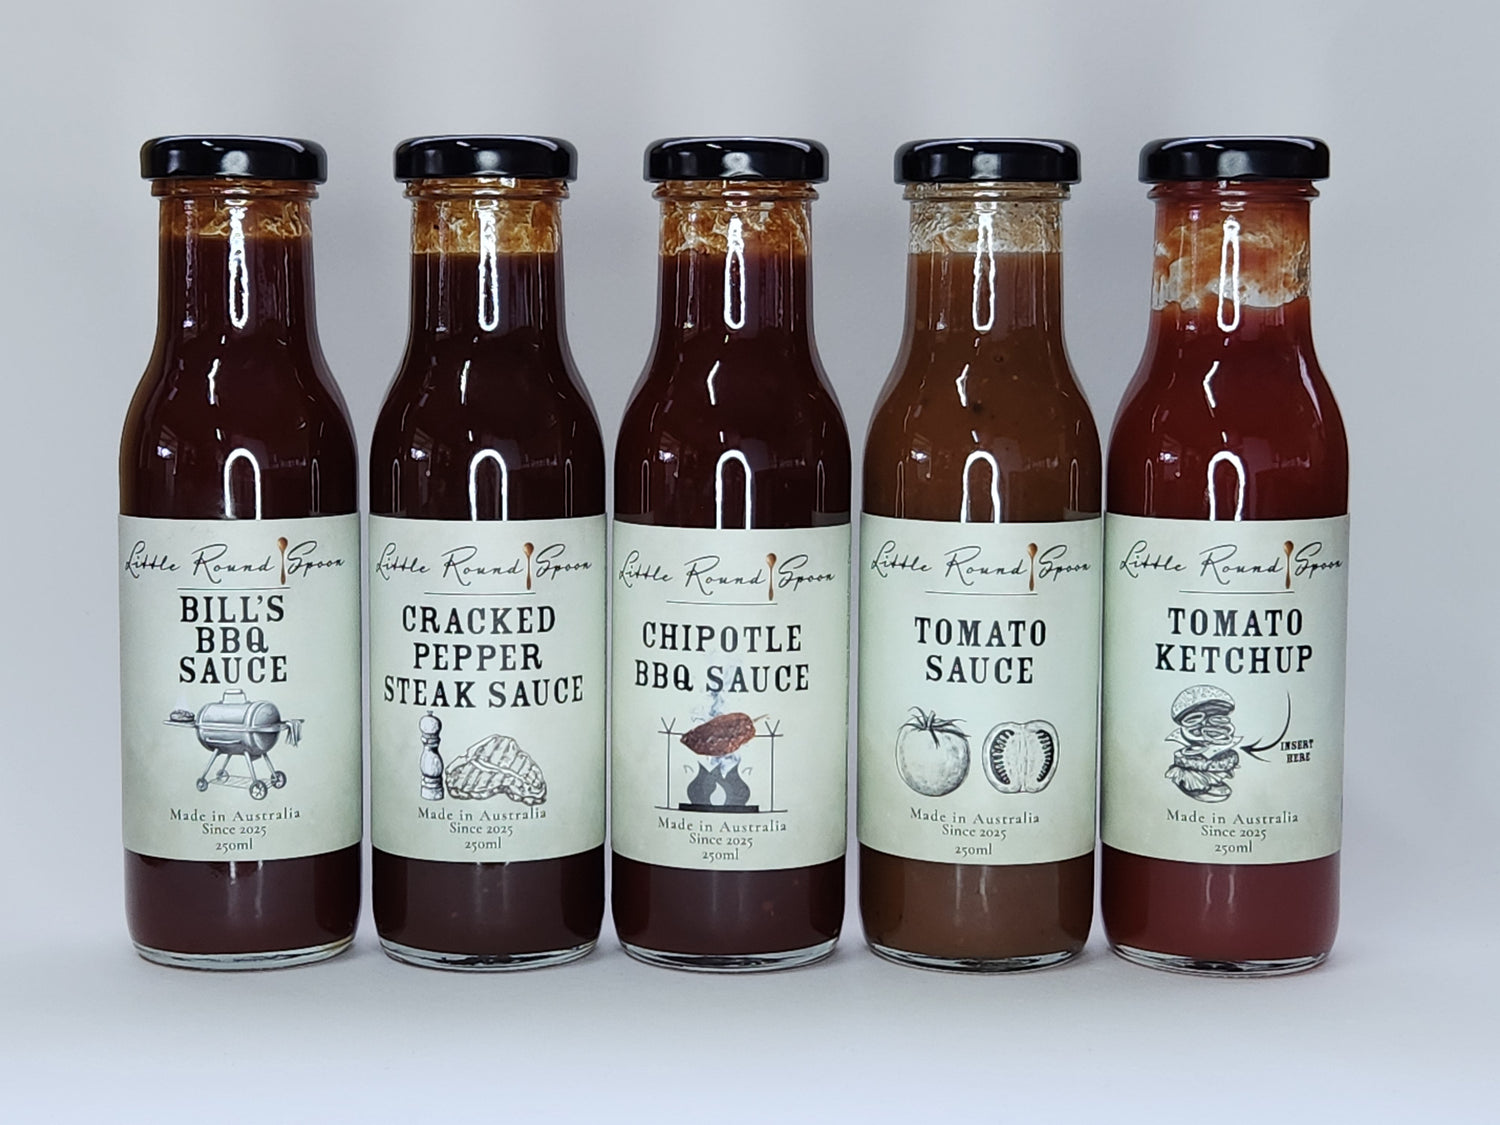 Little Round Spoon
BILL'S
BBQ
SAUCE
Made in Australia
Since 2025
250ml
Little Round Spoon
CRACKED
PEPPER
STEAK SAUCE
Made in Australia
Since 2025
250ml
Little Round Spoon
CHIPOTLE
BBQ SAUCE
Made in Australia
Since 2025
250ml
Little Round Spoon
TOMATO
SAUCE
Made in Australia
Since 2025
250ml
Little Round Spoon
TOMATO
KETCHUP
INSERT
HERE
Made in Australia
Since 2025
250ml